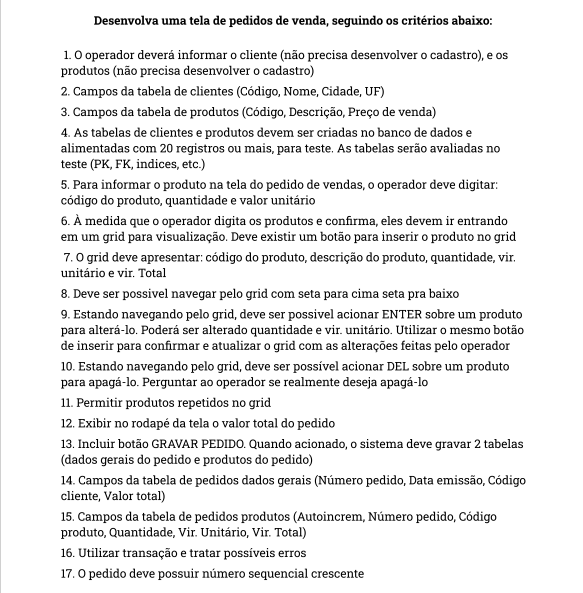 Desenvolva uma tela de pedidos de venda, seguindo os critérios abaixo:
1. O operador deverá informar o cliente (não precisa desenvolver o cadastro), e os
produtos (não precisa desenvolver o cadastro)
2. Campos da tabela de clientes (Código, Nome, Cidade, UF)
3. Campos da tabela de produtos (Código, Descrição, Preço de venda)
4. As tabelas de clientes e produtos devem ser criadas no banco de dados e
alimentadas com 20 registros ou mais, para teste. As tabelas serão avaliadas no
teste (PK, FK, indices, etc.)
5. Para informar o produto na tela do pedido de vendas, o operador deve digitar:
código do produto, quantidade e valor unitário
6. À medida que o operador digita os produtos e confirma, eles devem ir entrando
em um grid para visualização. Deve existir um botão para inserir o produto no grid
7. O grid deve apresentar: código do produto, descrição do produto, quantidade, vir.
unitário e vir. Total
8. Deve ser possivel navegar pelo grid com seta para cima seta pra baixo
9. Estando navegando pelo grid, deve ser possivel acionar ENTER sobre um produto
para alterá-lo. Poderá ser alterado quantidade e vir. unitário. Utilizar o mesmo botão
de inserir para confirmar e atualizar o grid com as alterações feitas pelo operador
10. Estando navegando pelo grid, deve ser possível acionar DEL sobre um produto
para apagá-lo. Perguntar ao operador se realmente deseja apagá-lo
11. Permitir produtos repetidos no grid
12. Exibir no rodapé da tela o valor total do pedido
13. Incluir botão GRAVAR PEDIDO. Quando acionado, o sistema deve gravar 2 tabelas
(dados gerais do pedido e produtos do pedido)
14. Campos da tabela de pedidos dados gerais (Número pedido, Data emissão, Código
cliente, Valor total)
15. Campos da tabela de pedidos produtos (Autoincrem, Número pedido, Código
produto, Quantidade, Vir. Unitário, Vir. Total)
16. Utilizar transação e tratar possíveis erros
17. O pedido deve possuir número sequencial crescente